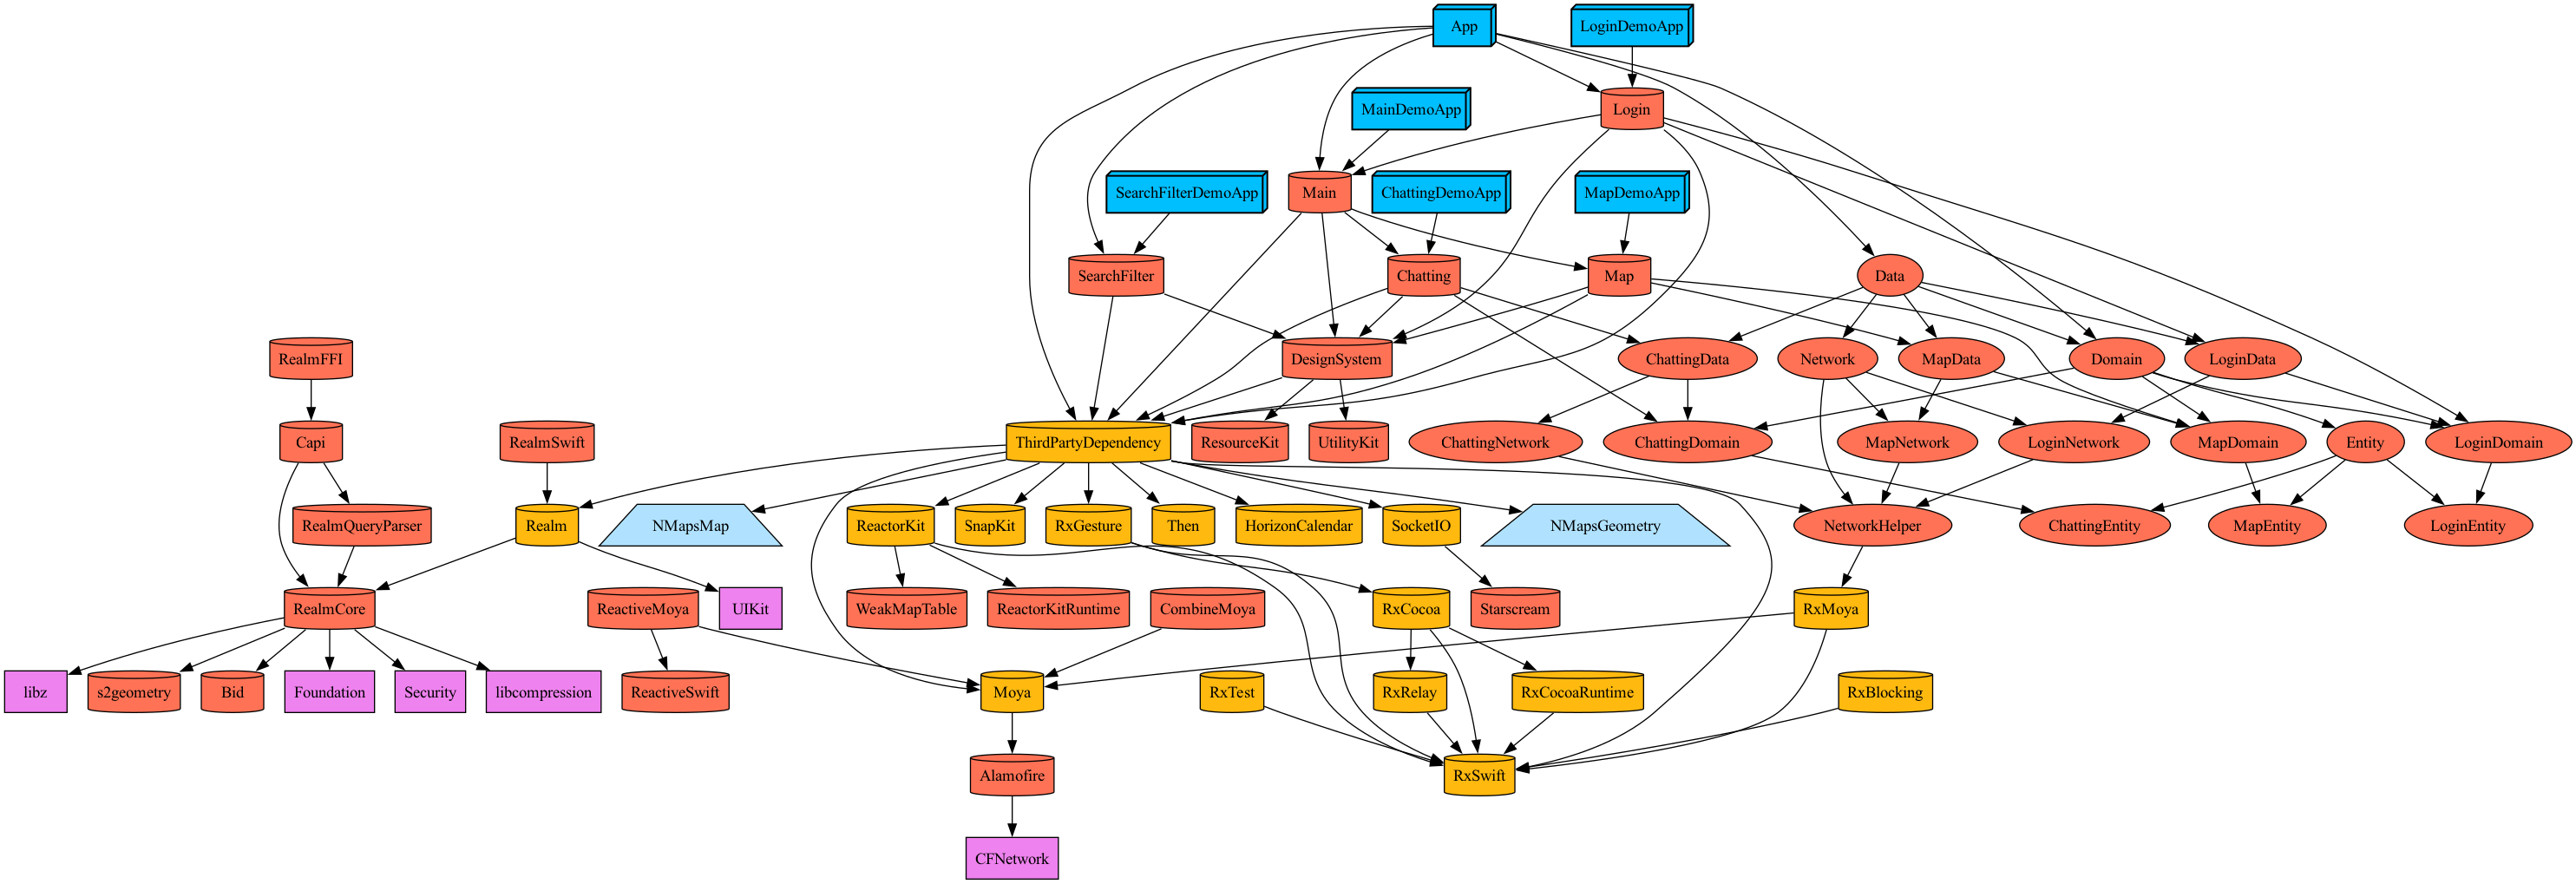 App
LoginDemoApp
MainDemoApp
Login
SearchFilterDemoApp
Main
ChattingDemoApp
MapDemoApp
SearchFilter
Chatting
Map
Data
RealmFFI
DesignSystem
ChattingData
Network
MapData
Domain
LoginData
Capi
RealmSwift
ThirdPartyDependency
ResourceKit
UtilityKit
ChattingNetwork
ChattingDomain
MapNetwork
LoginNetwork
MapDomain
Entity
LoginDomain
RealmQueryParser
Realm
NMapsMap
ReactorKit
SnapKit
RxGesture
Then
HorizonCalendar
SocketIO
NMapsGeometry
NetworkHelper
ChattingEntity
MapEntity
LoginEntity
RealmCore
ReactiveMoya
UIKit
WeakMapTable
ReactorKitRuntime
CombineMoya
RxCocoa
Starscream
RxMoya
libz
s2geometry
Bid
Foundation
Security
libcompression
ReactiveSwift
Moya
RxTest
RxRelay
RxCocoaRuntime
RxBlocking
Alamofire
RxSwift
CFNetwork